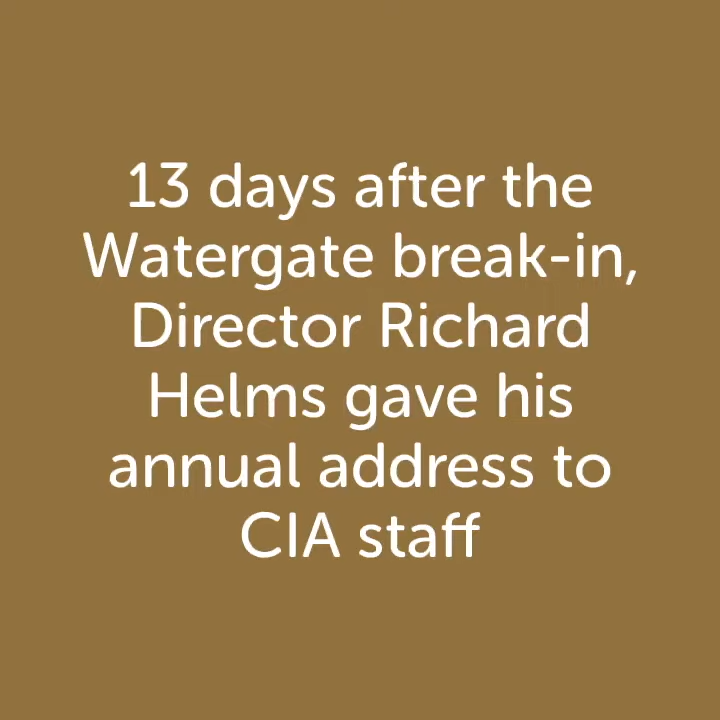 13 days after the
Watergate break-in,
Director Richard
Helms gave his
annual address to
CIA staff